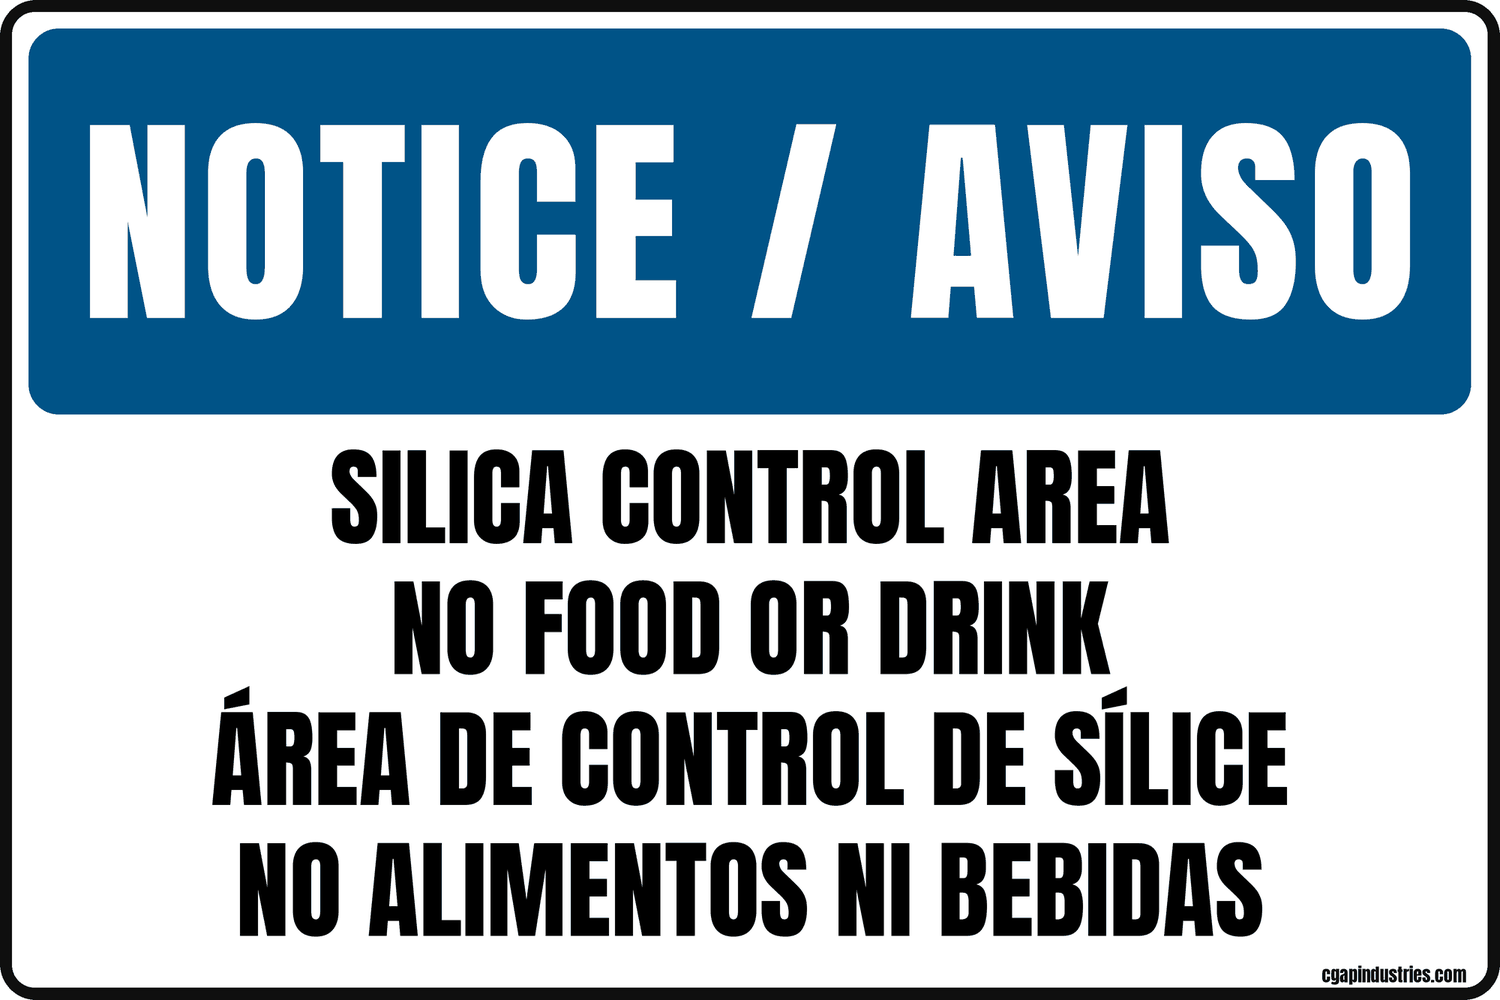 NOTICE / AVISO
SILICA CONTROL AREA
NO FOOD OR DRINK
ÁREA DE CONTROL DE SÍLICE
NO ALIMENTOS NI BEBIDAS
cgapindustries.com